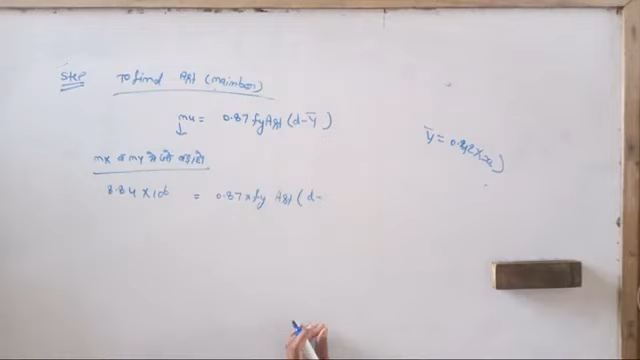 Step To find Ast (mainbar)
Mu = 0.87 fy Ast (d-ȳ)
ȳ = 0.42 × xu
↓
mx व my मे जो बड़ा हो
8.84 × 10⁶ = 0.87 × fy Ast (d-